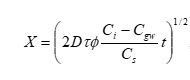 X = (2Dτϕ (C_i − C_gw)/C_s t)^{1/2}